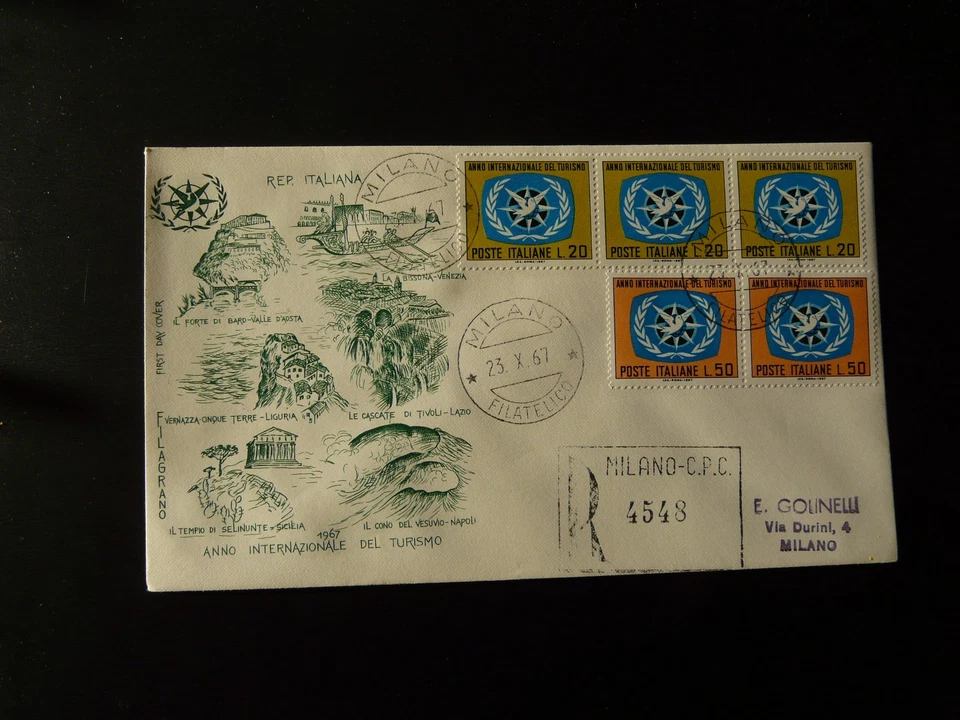 REP. ITALIANA
LA BISSONA-VENEZIA
IL FORTE DI BARD-VALLE D'AOSTA
FIRST DAY COVER
VERNAZZA-CINQUE TERRE-LIGURIA
LE CASCATE DI TIVOLI-LAZIO
FILAGRANO
IL TEMPIO DI SELINUNTE-SICILIA
IL CONO DEL VESUVIO-NAPOLI
1967
ANNO INTERNAZIONALE DEL TURISMO
MILANO
67
FILATELICO
ANNO INTERNAZIONALE DEL TURISMO
POSTE ITALIANE L.20
ANNO INTERNAZIONALE DEL TURISMO
POSTE ITALIANE L.20
ANNO INTERNAZIONALE DEL TURISMO
POSTE ITALIANE L.20
MILANO
23.X.67
FILATELICO
ANNO INTERNAZIONALE DEL TURISMO
POSTE ITALIANE L.50
ANNO INTERNAZIONALE DEL TURISMO
POSTE ITALIANE L.50
MILANO
23.X.67
FILATELICO
R
MILANO-C.P.C.
4548
E. GOLINELLI
Via Durini, 4
MILANO